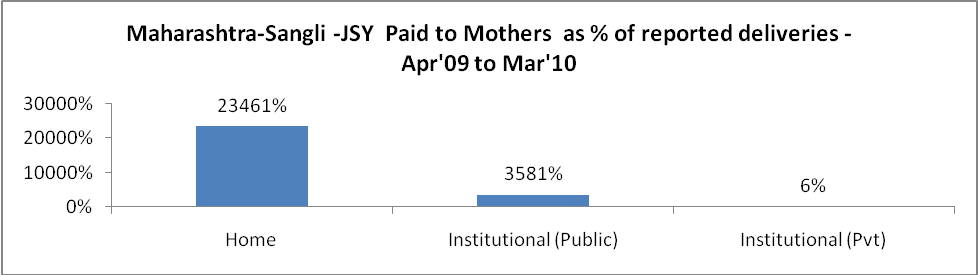 Maharashtra-Sangli -JSY  Paid to Mothers  as % of reported deliveries -
Apr'09 to Mar'10
30000%
20000%
10000%
0%
23461%
3581%
6%
Home
Institutional (Public)
Institutional (Pvt)